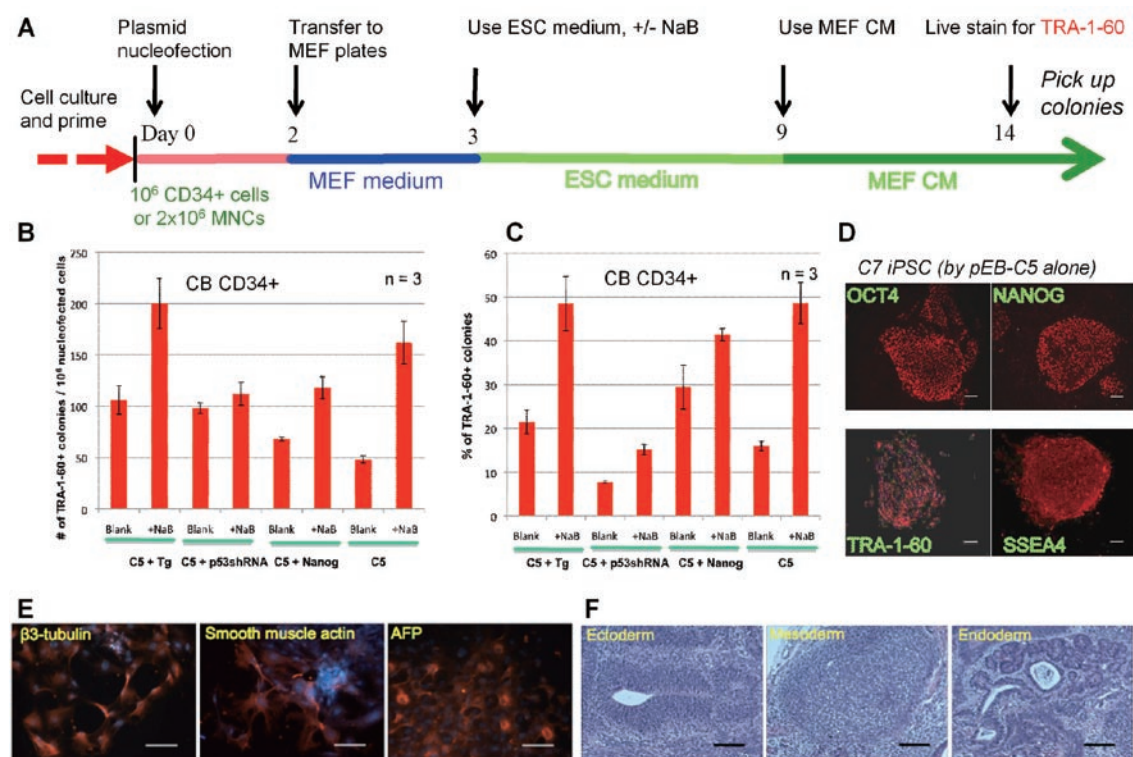 A
Plasmid
nucleofection
Transfer to
MEF plates
Use ESC medium, +/- NaB
Use MEF CM
Live stain for TRA-1-60
Cell culture
and prime
Pick up
colonies
Day 0
2
3
9
14
MEF medium
ESC medium
MEF CM
10⁶ CD34+ cells
or 2x10⁶ MNCs
B
# of TRA-1-60+ colonies / 10⁶ nucleofected cells
250
200
150
100
50
0
CB CD34+
n = 3
Blank +NaB Blank +NaB Blank +NaB Blank +NaB
C5 + Tg C5 + p53shRNA C5 + Nanog C5
C
% of TRA-1-60+ colonies
60
50
40
30
20
10
0
CB CD34+
n = 3
Blank +NaB Blank +NaB Blank +NaB Blank +NaB
C5 + Tg C5 + p53shRNA C5 + Nanog C5
D
C7 iPSC (by pEB-C5 alone)
OCT4
NANOG
TRA-1-60
SSEA4
E
β3-tubulin
Smooth muscle actin
AFP
F
Ectoderm
Mesoderm
Endoderm